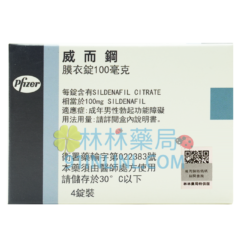 威而鋼
膜衣錠100毫克
Pfizer
每錠含有SILDENAFIL CITRATE
相當於100mg SILDENAFIL
適應症：成年男性勃起功能障礙
用法用量：請詳閱盒內說明書。
林林藥局
衛署藥輸字第022383號
本藥須由醫師處方使用
請儲存於30°C以下
4錠裝